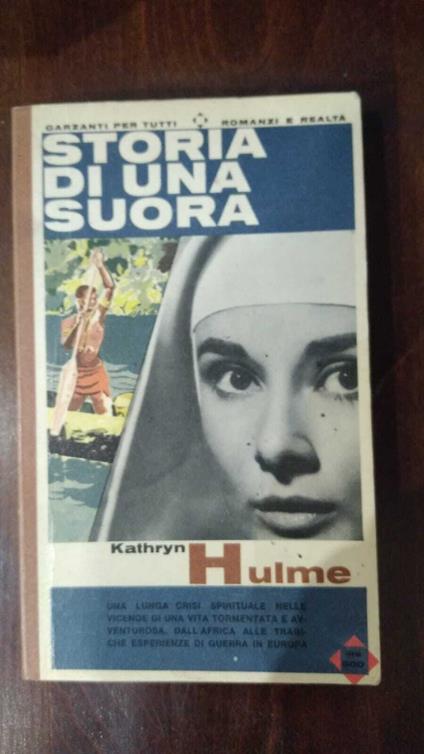 GARZANTI PER TUTTI ROMANZI E REALTÀ
STORIA
DI UNA
SUORA
Kathryn
Hulme
UNA LUNGA CRISI SPIRITUALE NELLE
VICENDE DI UNA VITA TORMENTATA E AV-
VENTUROSA, DALL'AFRICA ALLE TRAGI-
CHE ESPERIENZE DI GUERRA IN EUROPA